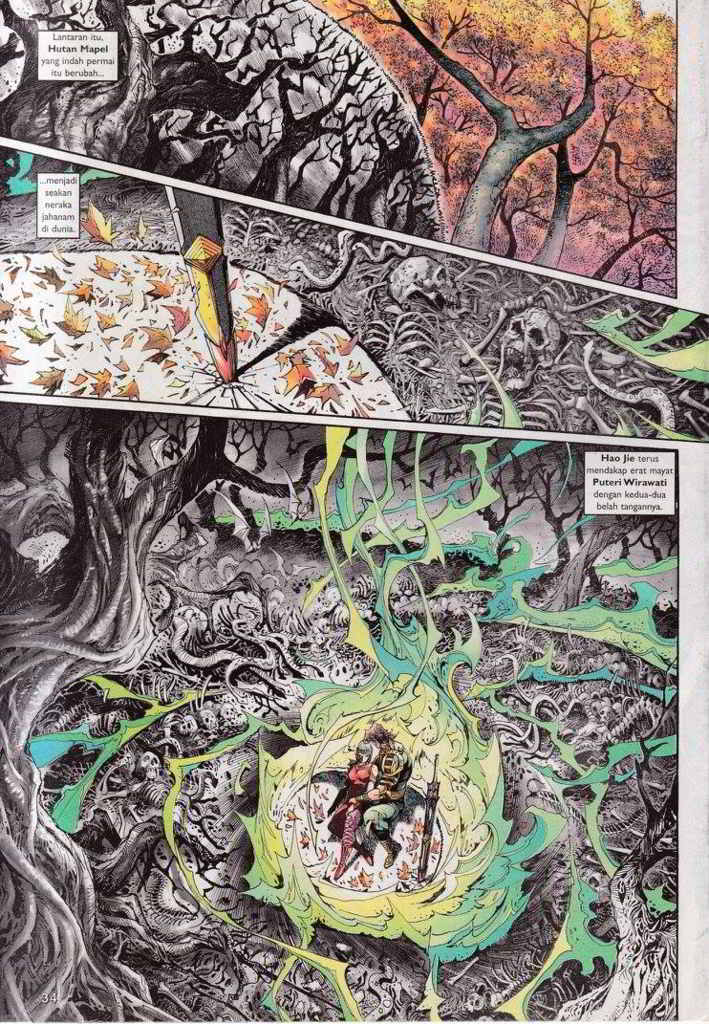 Lantaran itu,
Hutan Mapel
yang indah permai
itu berubah...
...menjadi
seakan
neraka
jahanam
di dunia.
Hao Jie terus
mendakap erat mayat
Puteri Wirawati
dengan kedua-dua
belah tangannya.
34